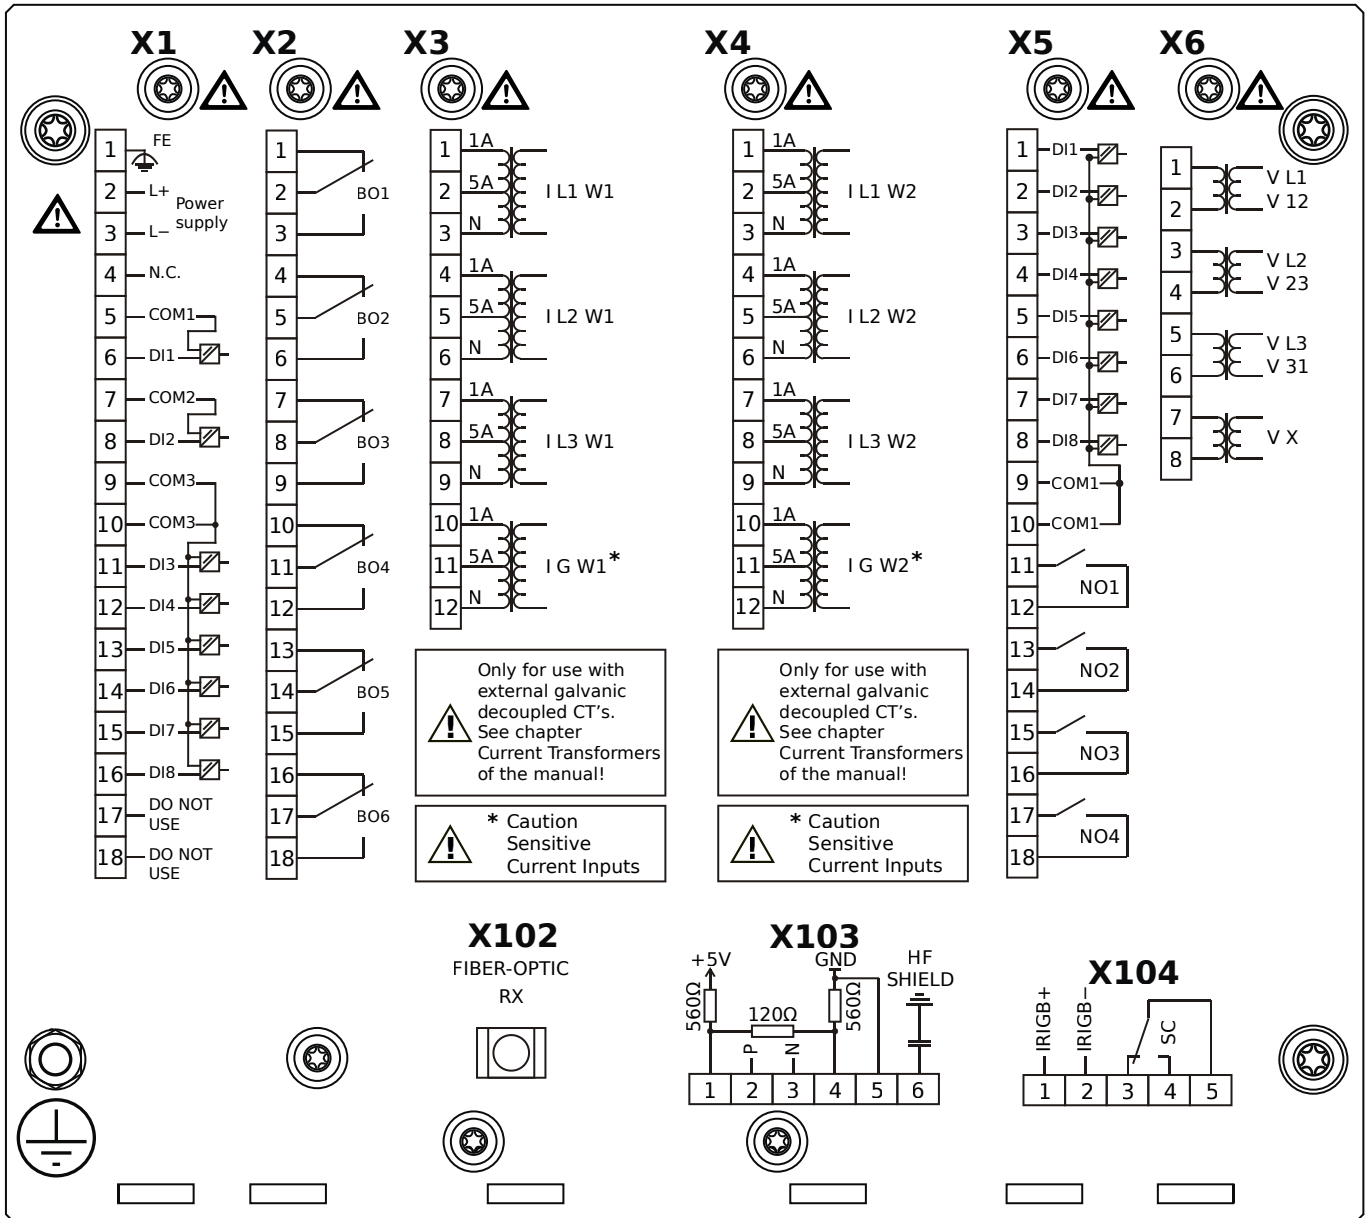 X1
1
FE
2
L+
Power
supply
3
L−
4
N.C.
5
COM1
6
DI1
7
COM2
8
DI2
9
COM3
10
COM3
11
DI3
12
DI4
13
DI5
14
DI6
15
DI7
16
DI8
17
DO NOT
USE
18
DO NOT
USE
X2
1
2
BO1
3
4
5
BO2
6
7
8
BO3
9
10
11
BO4
12
13
14
BO5
15
16
17
BO6
18
X3
1
1A
2
5A
I L1 W1
3
N
4
1A
5
5A
I L2 W1
6
N
7
1A
8
5A
I L3 W1
9
N
10
1A
11
5A
I G W1*
12
N
Only for use with
external galvanic
decoupled CT's.
See chapter
Current Transformers
of the manual!
* Caution
Sensitive
Current Inputs
X4
1
1A
2
5A
I L1 W2
3
N
4
1A
5
5A
I L2 W2
6
N
7
1A
8
5A
I L3 W2
9
N
10
1A
11
5A
I G W2*
12
N
Only for use with
external galvanic
decoupled CT's.
See chapter
Current Transformers
of the manual!
* Caution
Sensitive
Current Inputs
X5
1
DI1
2
DI2
3
DI3
4
DI4
5
DI5
6
DI6
7
DI7
8
DI8
9
COM1
10
COM1
11
NO1
12
13
NO2
14
15
NO3
16
17
NO4
18
X6
1
V L1
V 12
2
3
V L2
V 23
4
5
V L3
V 31
6
7
V X
8
X102
FIBER-OPTIC
RX
X103
+5V
GND
HF
SHIELD
560Ω
120Ω
560Ω
P
N
1 2 3 4 5 6
X104
IRIGB+
IRIGB−
SC
1 2 3 4 5